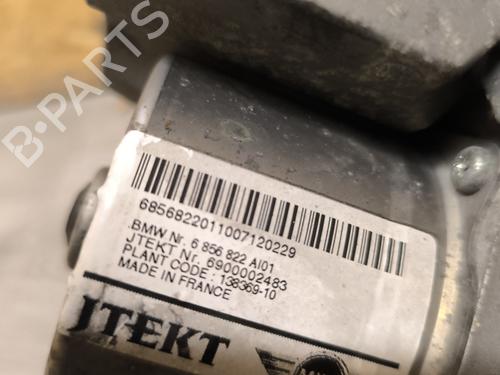 B-PARTS
6856822011007120229
BMW Nr. 6 856 822 AI01
JTEKT Nr. 6900002483
PLANT CODE : 138369-10
MADE IN FRANCE
JTEKT